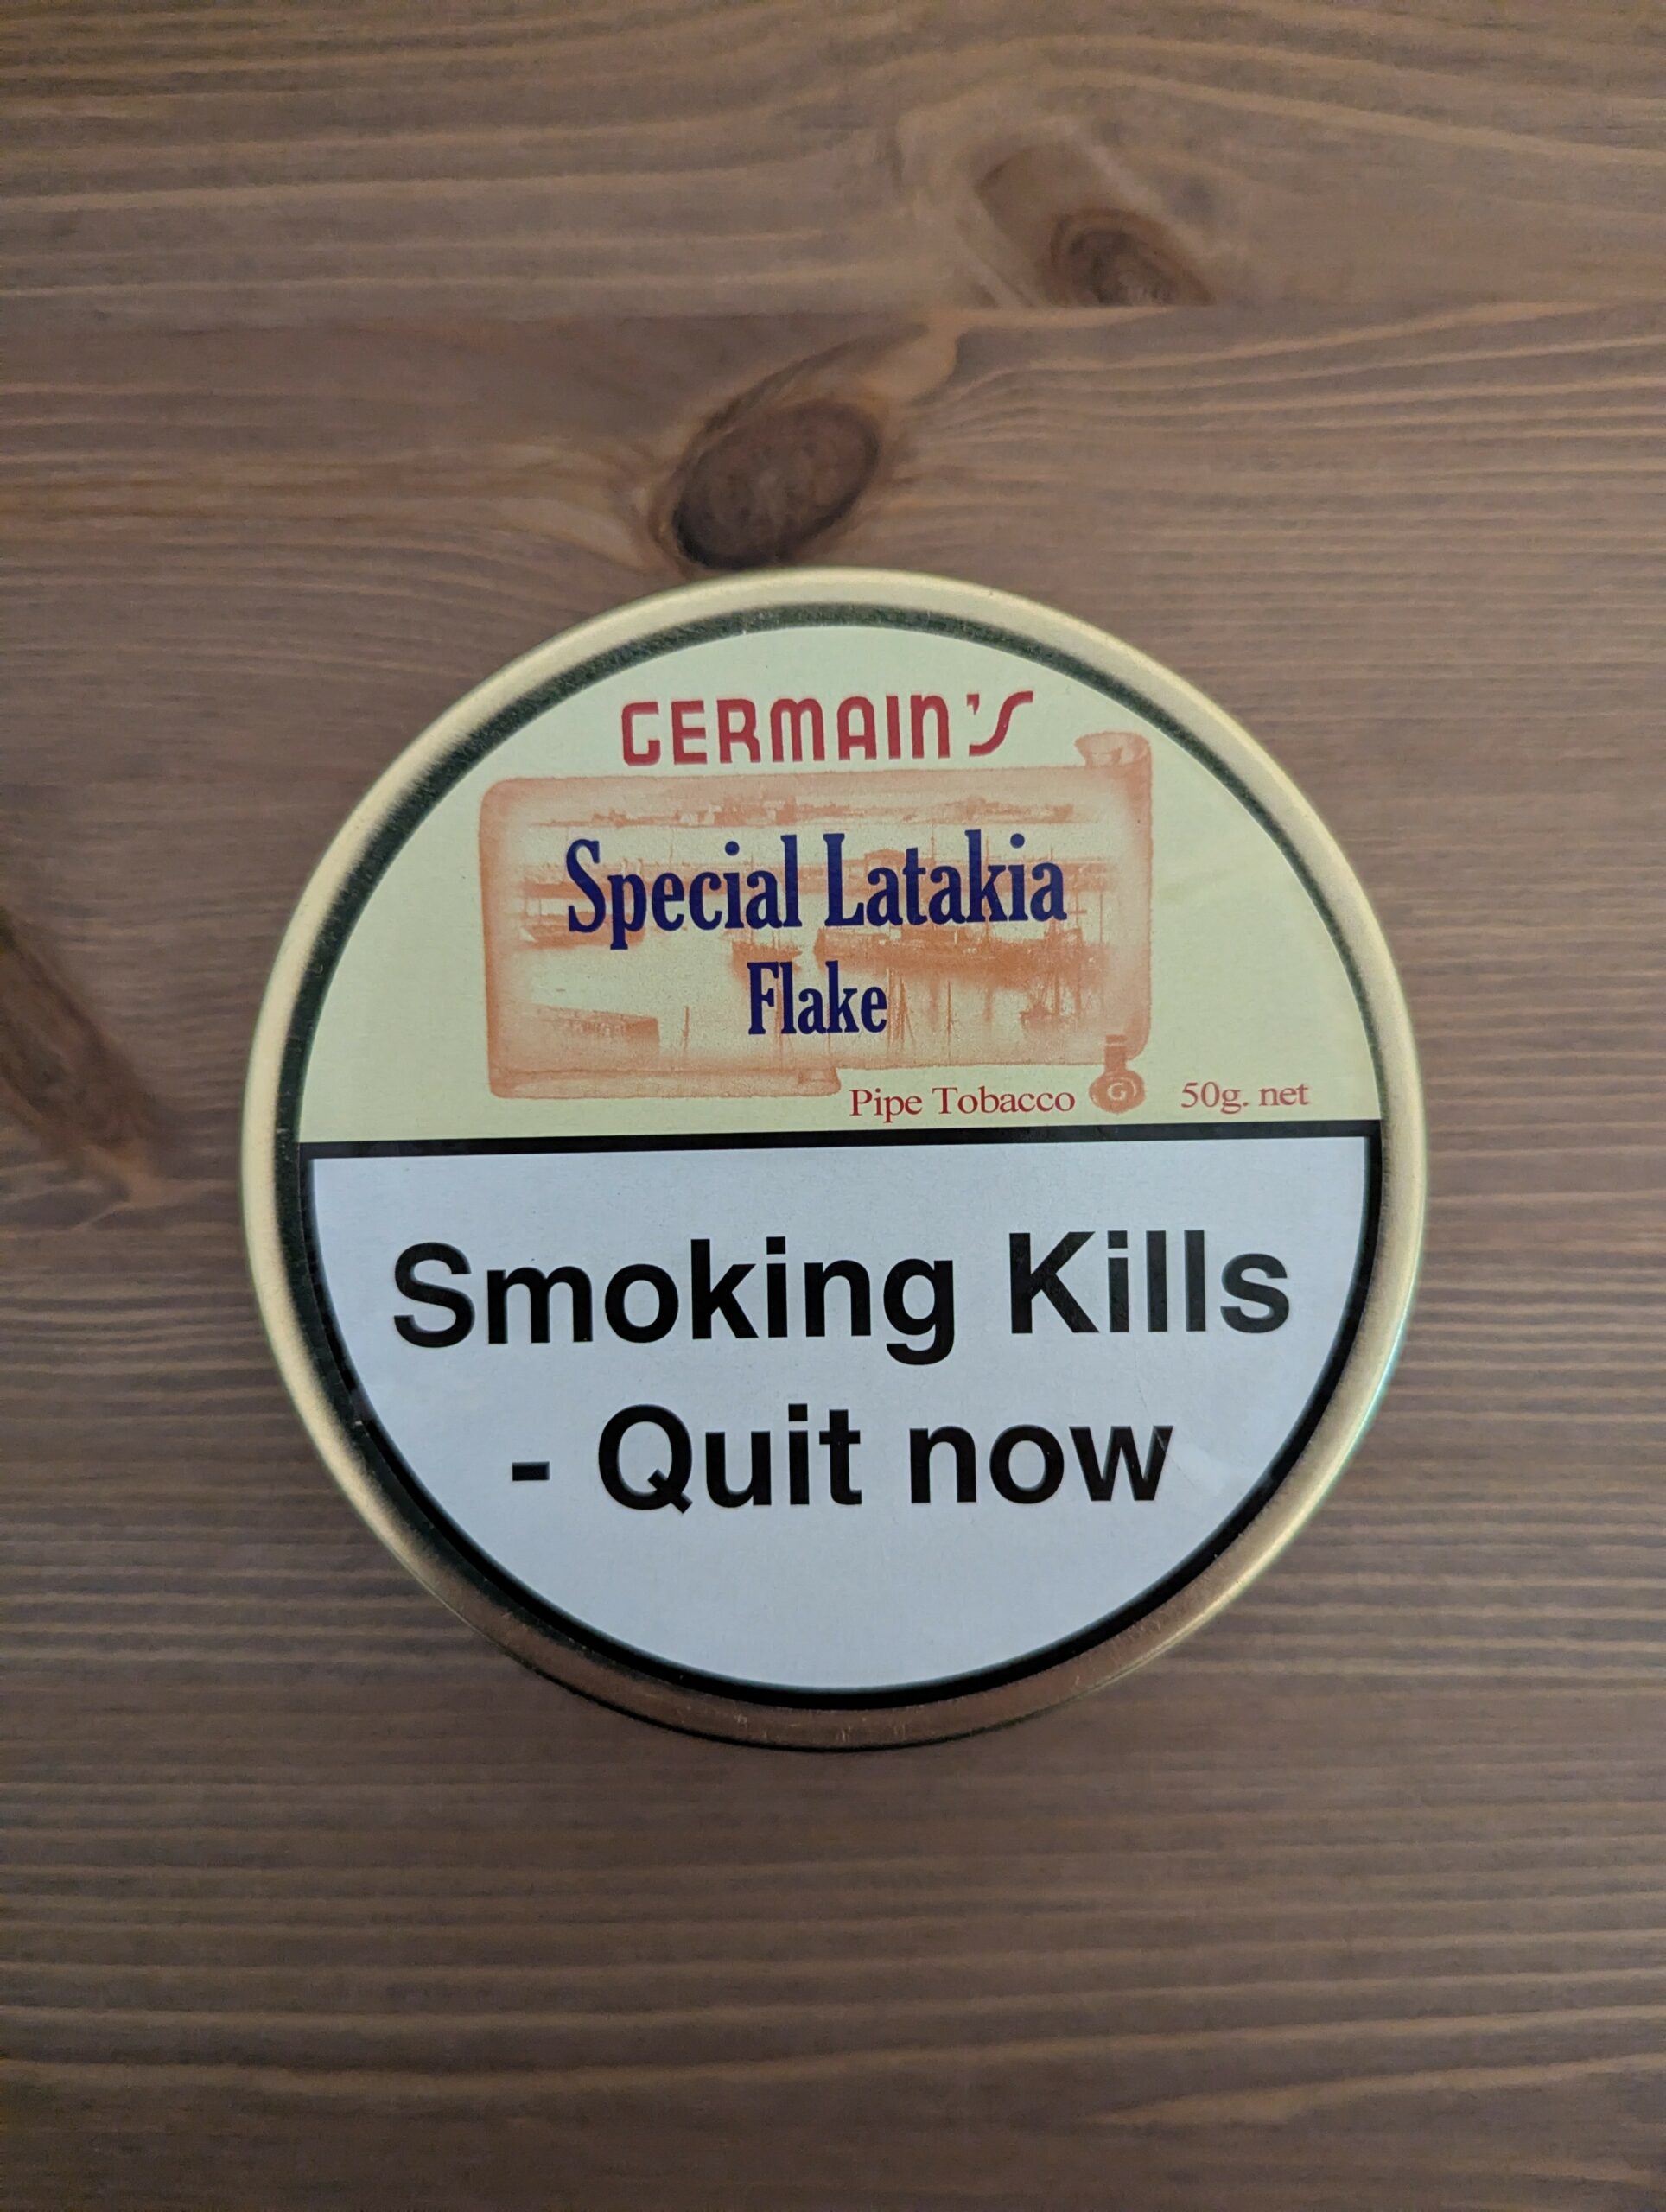 GERMAIN'S
Special Latakia
Flake
Pipe Tobacco G 50g. net
Smoking Kills
- Quit now